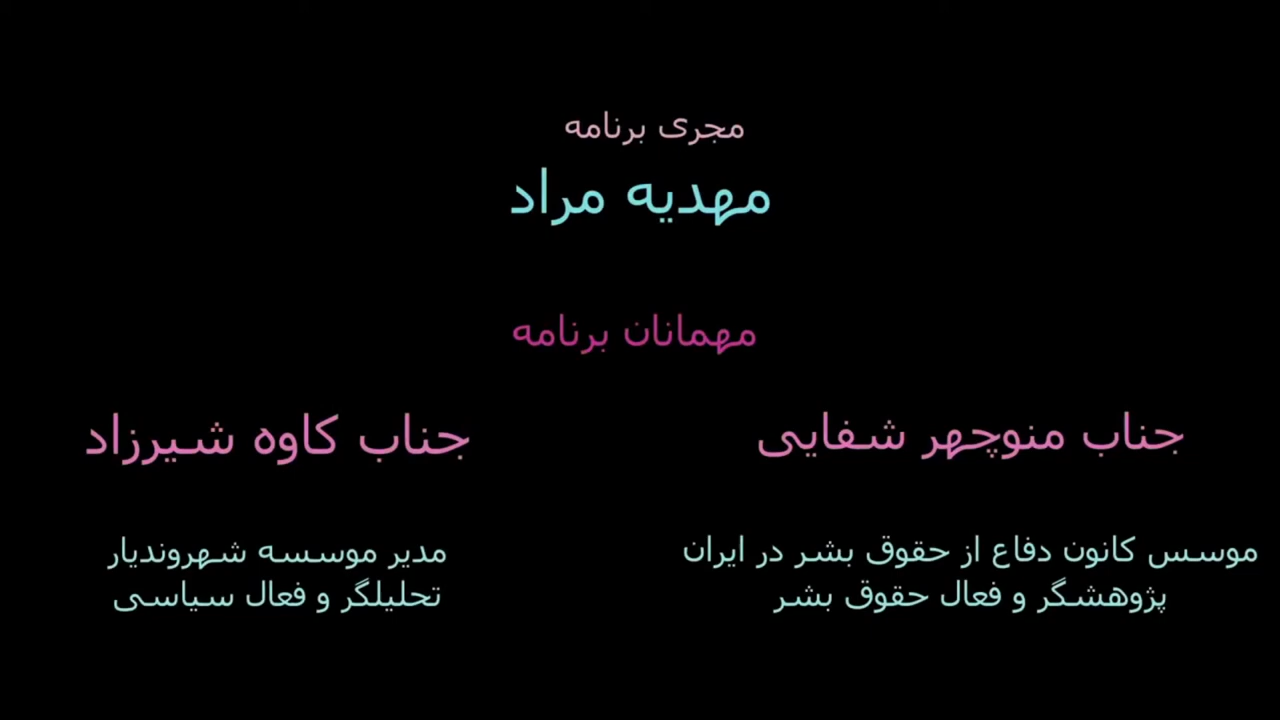 مجری برنامه
مهدیه مراد
مهمانان برنامه
جناب منوچهر شفایی
جناب کاوه شیرزاد
موسس کانون دفاع از حقوق بشر در ایران
پژوهشگر و فعال حقوق بشر
مدیر موسسه شهروندیار
تحلیلگر و فعال سیاسی